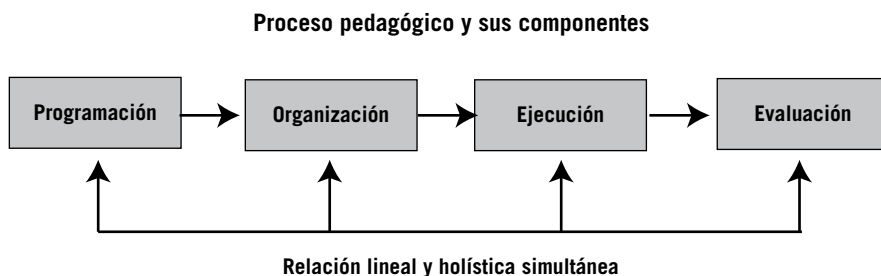 Proceso pedagógico y sus componentes
Programación
Organización
Ejecución
Evaluación
Relación lineal y holística simultánea